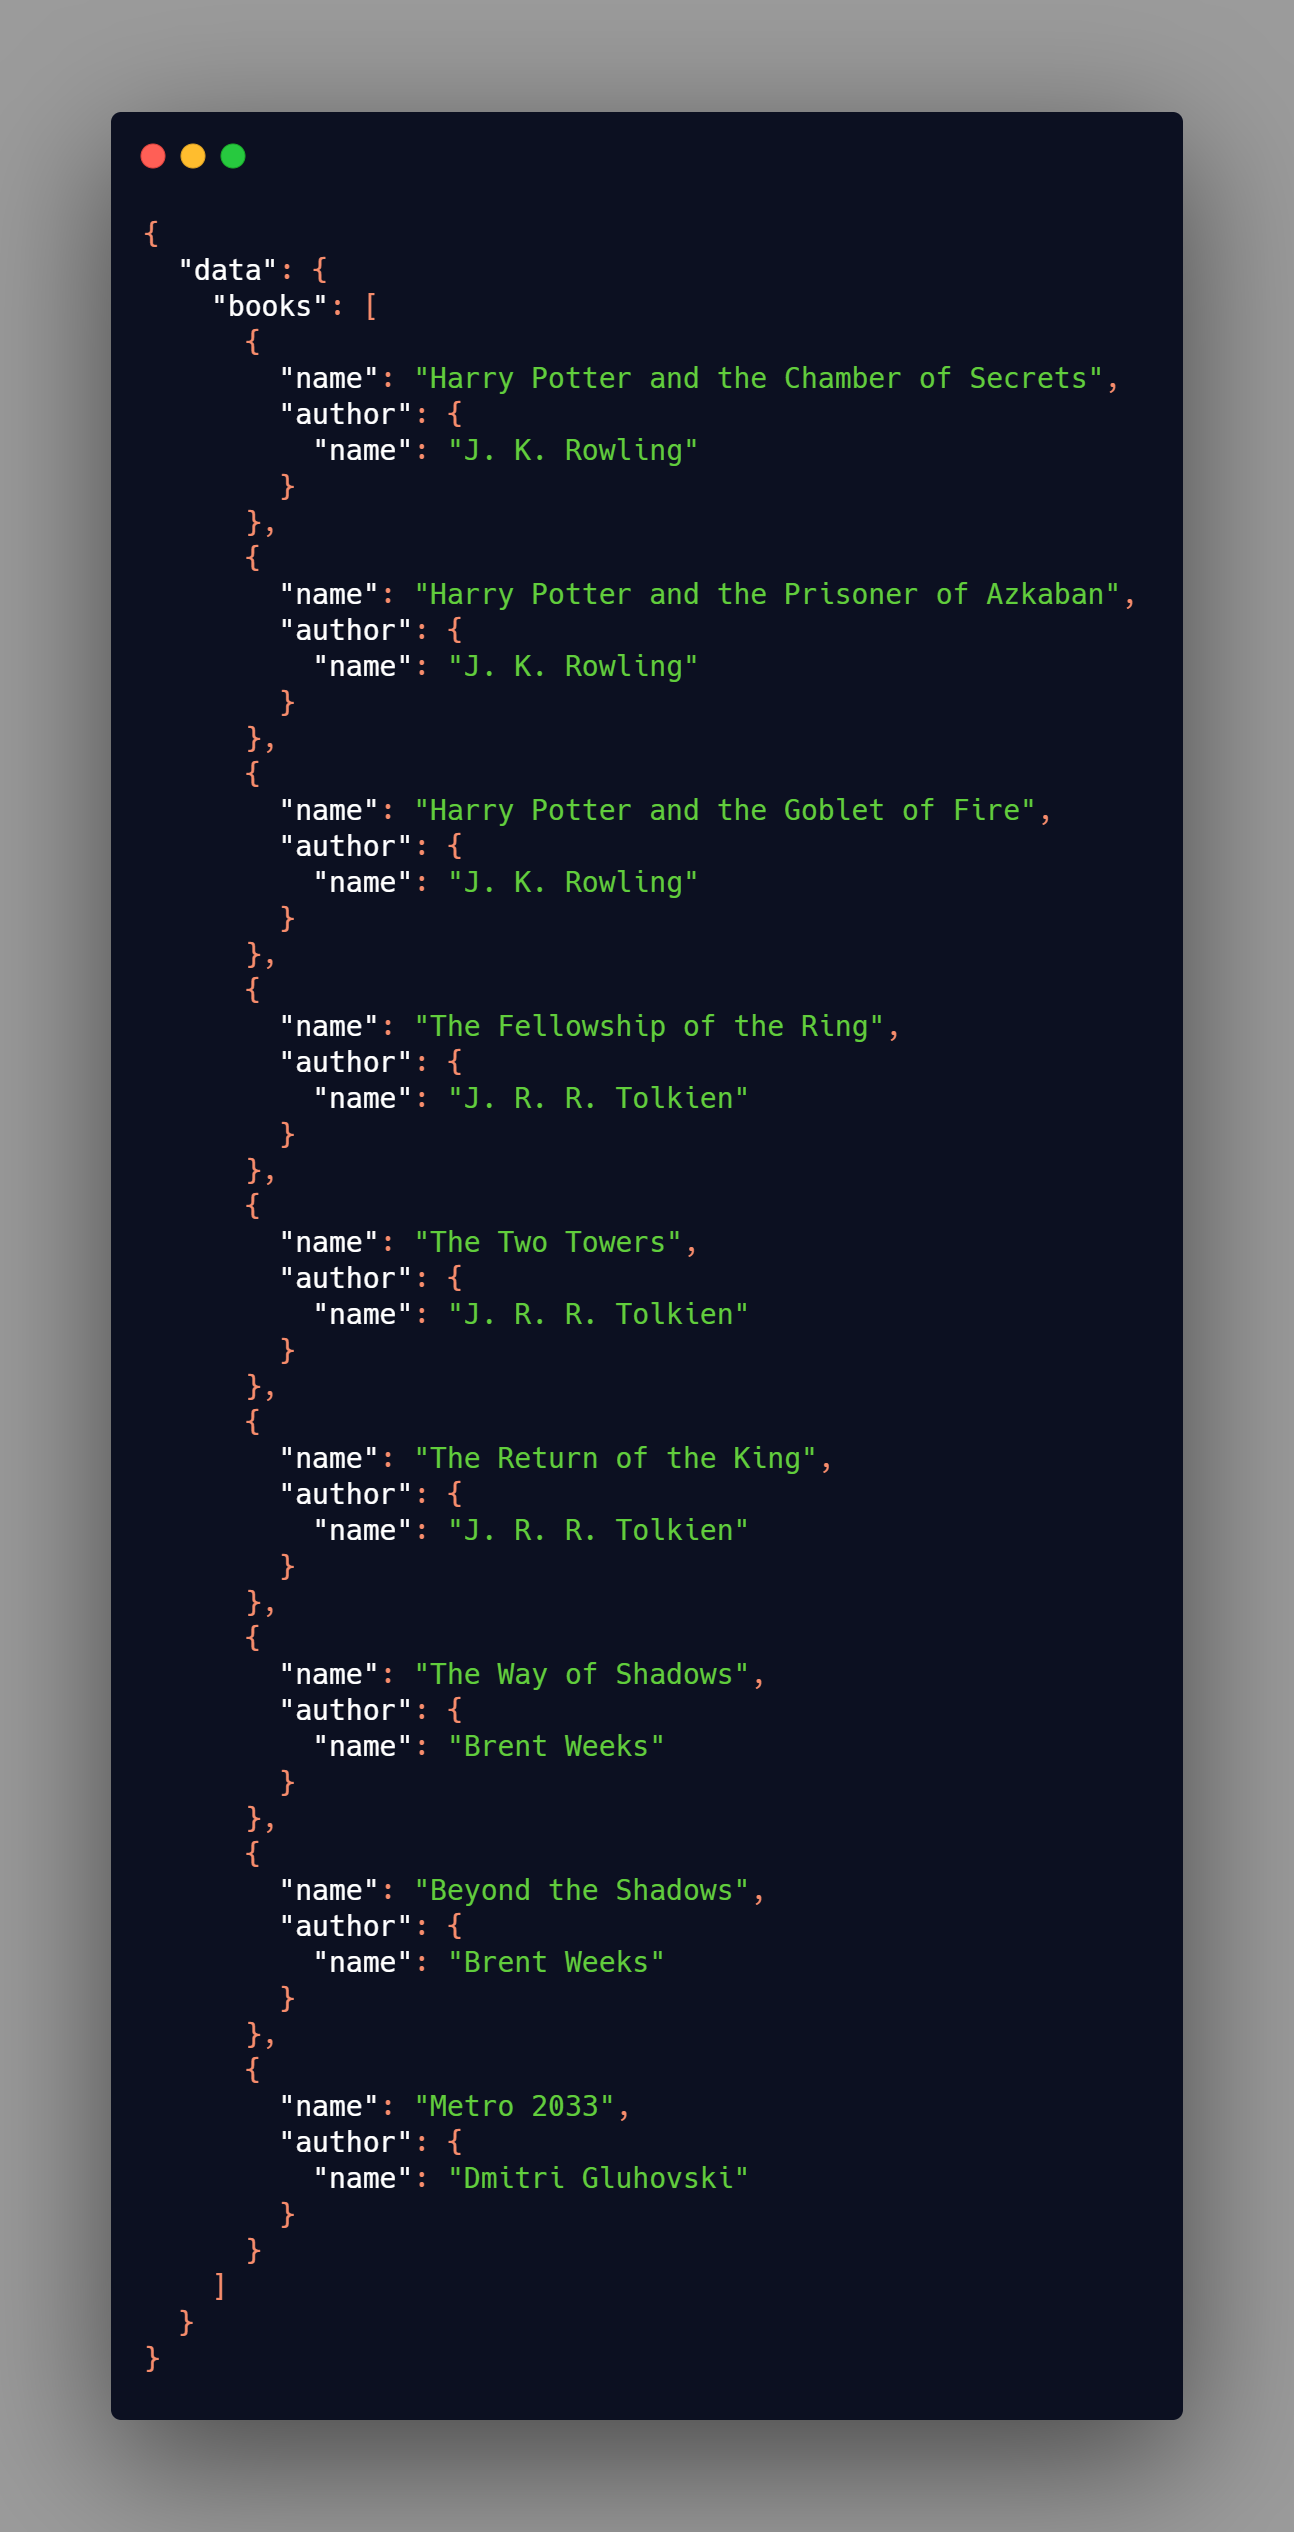 {
  "data": {
    "books": [
      {
        "name": "Harry Potter and the Chamber of Secrets",
        "author": {
          "name": "J. K. Rowling"
        }
      },
      {
        "name": "Harry Potter and the Prisoner of Azkaban",
        "author": {
          "name": "J. K. Rowling"
        }
      },
      {
        "name": "Harry Potter and the Goblet of Fire",
        "author": {
          "name": "J. K. Rowling"
        }
      },
      {
        "name": "The Fellowship of the Ring",
        "author": {
          "name": "J. R. R. Tolkien"
        }
      },
      {
        "name": "The Two Towers",
        "author": {
          "name": "J. R. R. Tolkien"
        }
      },
      {
        "name": "The Return of the King",
        "author": {
          "name": "J. R. R. Tolkien"
        }
      },
      {
        "name": "The Way of Shadows",
        "author": {
          "name": "Brent Weeks"
        }
      },
      {
        "name": "Beyond the Shadows",
        "author": {
          "name": "Brent Weeks"
        }
      },
      {
        "name": "Metro 2033",
        "author": {
          "name": "Dmitri Gluhovski"
        }
      }
    ]
  }
}